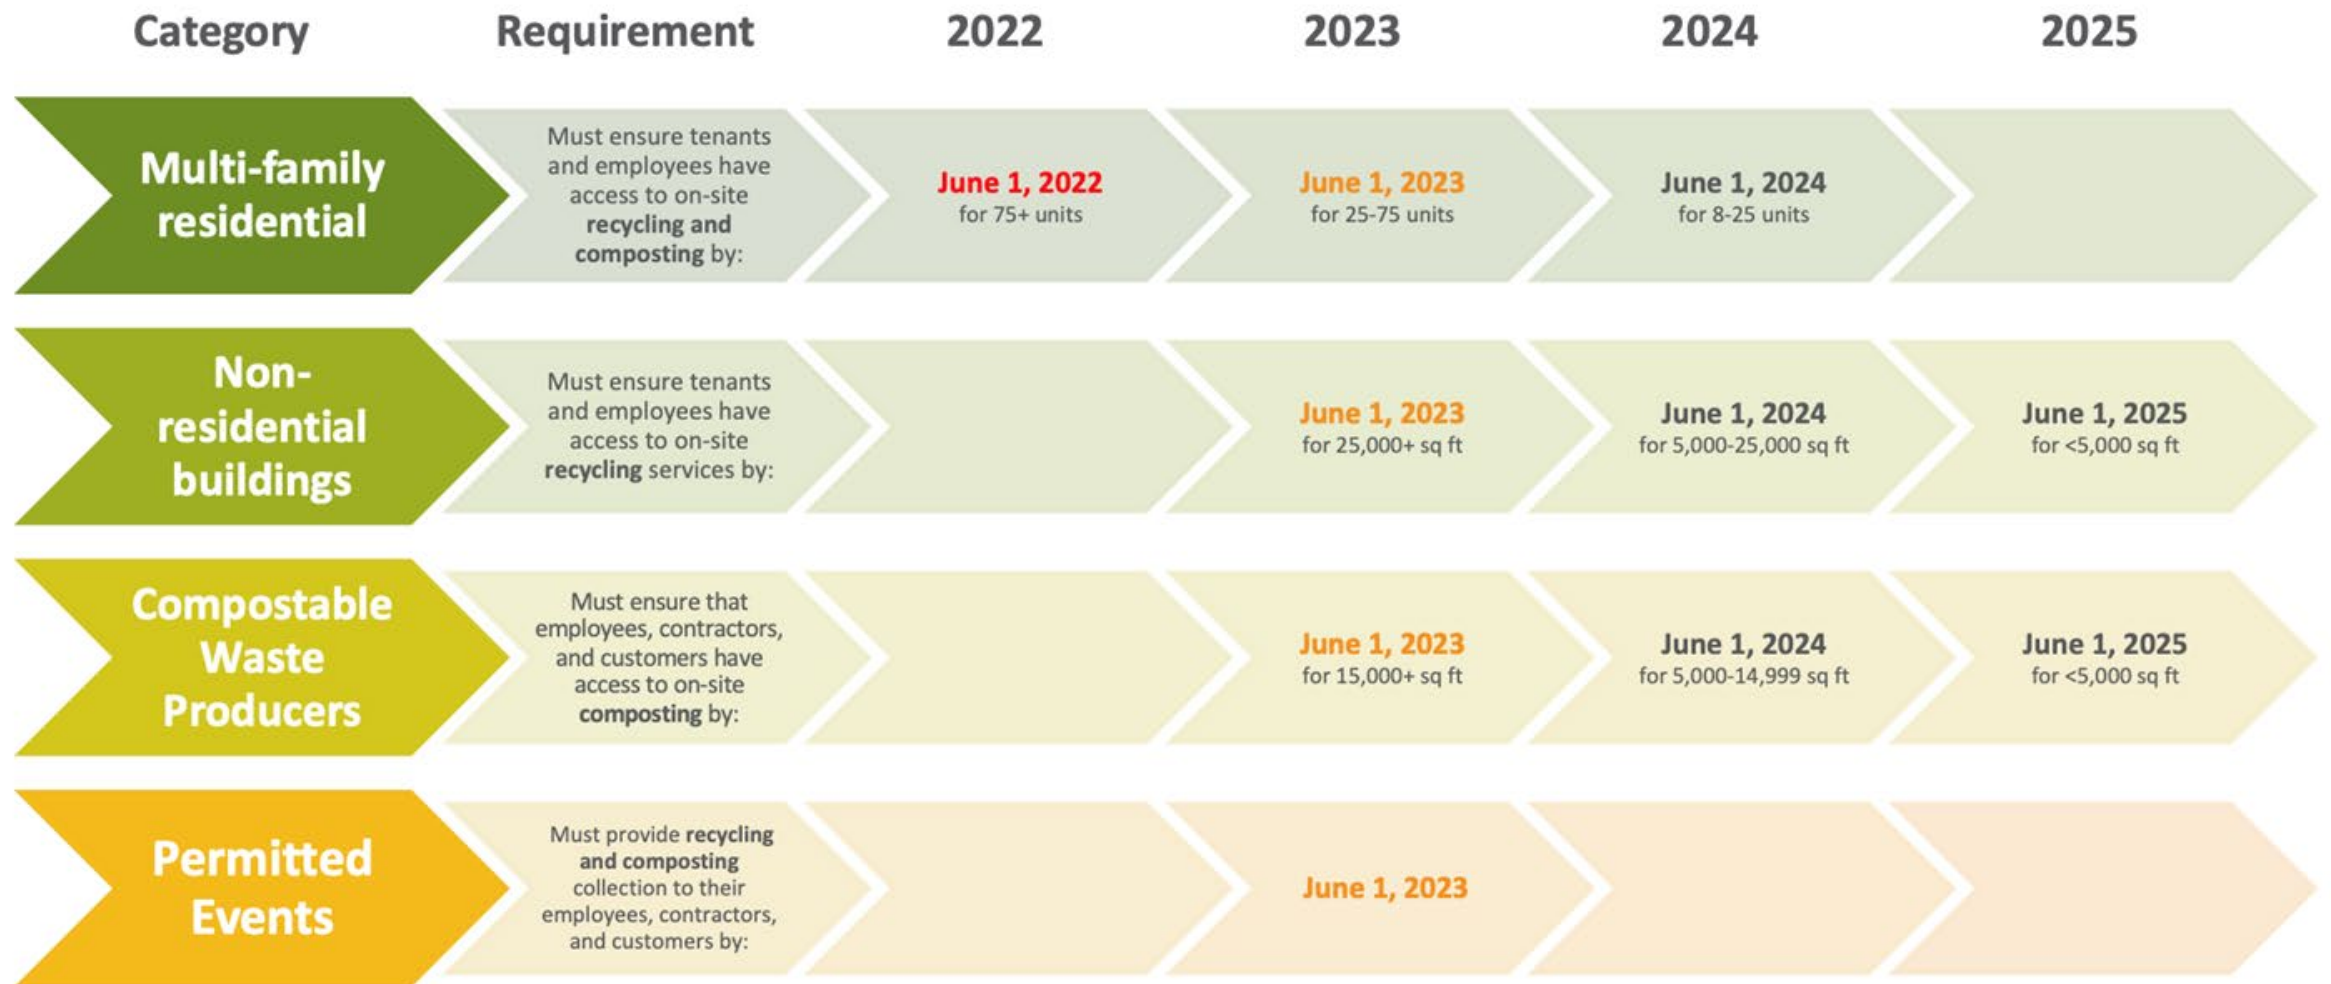 Category Requirement 2022 2023 2024 2025
Multi-family
residential
Must ensure tenants
and employees have
access to on-site
recycling and
composting by:
June 1, 2022
for 75+ units
June 1, 2023
for 25-75 units
June 1, 2024
for 8-25 units
Non-
residential
buildings
Must ensure tenants
and employees have
access to on-site
recycling services by:
June 1, 2023
for 25,000+ sq ft
June 1, 2024
for 5,000-25,000 sq ft
June 1, 2025
for <5,000 sq ft
Compostable
Waste
Producers
Must ensure that
employees, contractors,
and customers have
access to on-site
composting by:
June 1, 2023
for 15,000+ sq ft
June 1, 2024
for 5,000-14,999 sq ft
June 1, 2025
for <5,000 sq ft
Permitted
Events
Must provide recycling
and composting
collection to their
employees, contractors,
and customers by:
June 1, 2023